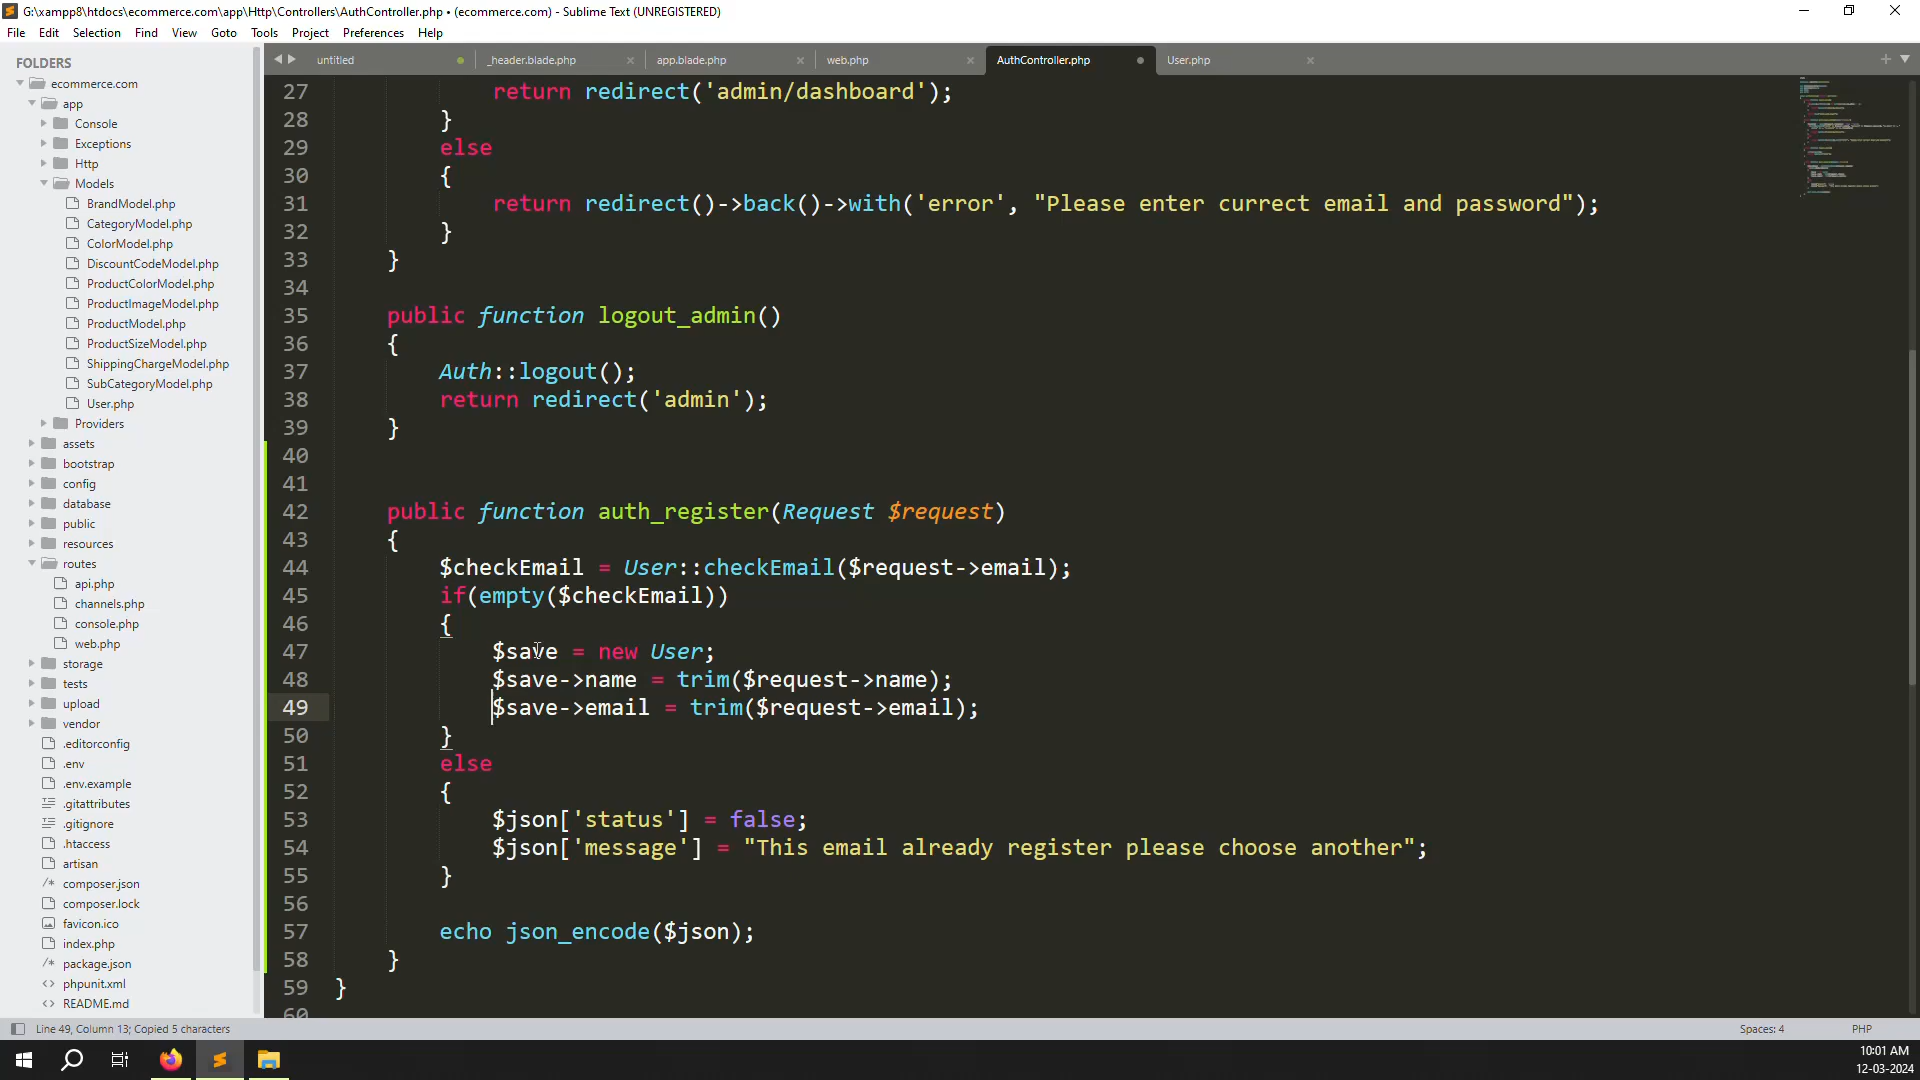 G:\xampp8\htdocs\ecommerce.com\app\Http\Controllers\AuthController.php • (ecommerce.com) - Sublime Text (UNREGISTERED)
File Edit Selection Find View Goto Tools Project Preferences Help
FOLDERS
ecommerce.com
app
Console
Exceptions
Http
Models
BrandModel.php
CategoryModel.php
ColorModel.php
DiscountCodeModel.php
ProductColorModel.php
ProductImageModel.php
ProductModel.php
ProductSizeModel.php
ShippingChargeModel.php
SubCategoryModel.php
User.php
Providers
assets
bootstrap
config
database
public
resources
routes
api.php
channels.php
console.php
web.php
storage
tests
upload
vendor
.editorconfig
.env
.env.example
.gitattributes
.gitignore
.htaccess
artisan
composer.json
composer.lock
favicon.ico
index.php
package.json
phpunit.xml
README.md
untitled _header.blade.php app.blade.php web.php AuthController.php User.php
27 return redirect('admin/dashboard');
28 }
29 else
30 {
31 return redirect()->back()->with('error', "Please enter currect email and password");
32 }
33 }
34
35 public function logout_admin()
36 {
37 Auth::logout();
38 return redirect('admin');
39 }
40
41
42 public function auth_register(Request $request)
43 {
44 $checkEmail = User::checkEmail($request->email);
45 if(empty($checkEmail))
46 {
47 $save = new User;
48 $save->name = trim($request->name);
49 $save->email = trim($request->email);
50 }
51 else
52 {
53 $json['status'] = false;
54 $json['message'] = "This email already register please choose another";
55 }
56
57 echo json_encode($json);
58 }
59 }
60
Line 49, Column 13; Copied 5 characters
Spaces: 4 PHP
10:01 AM
12-03-2024